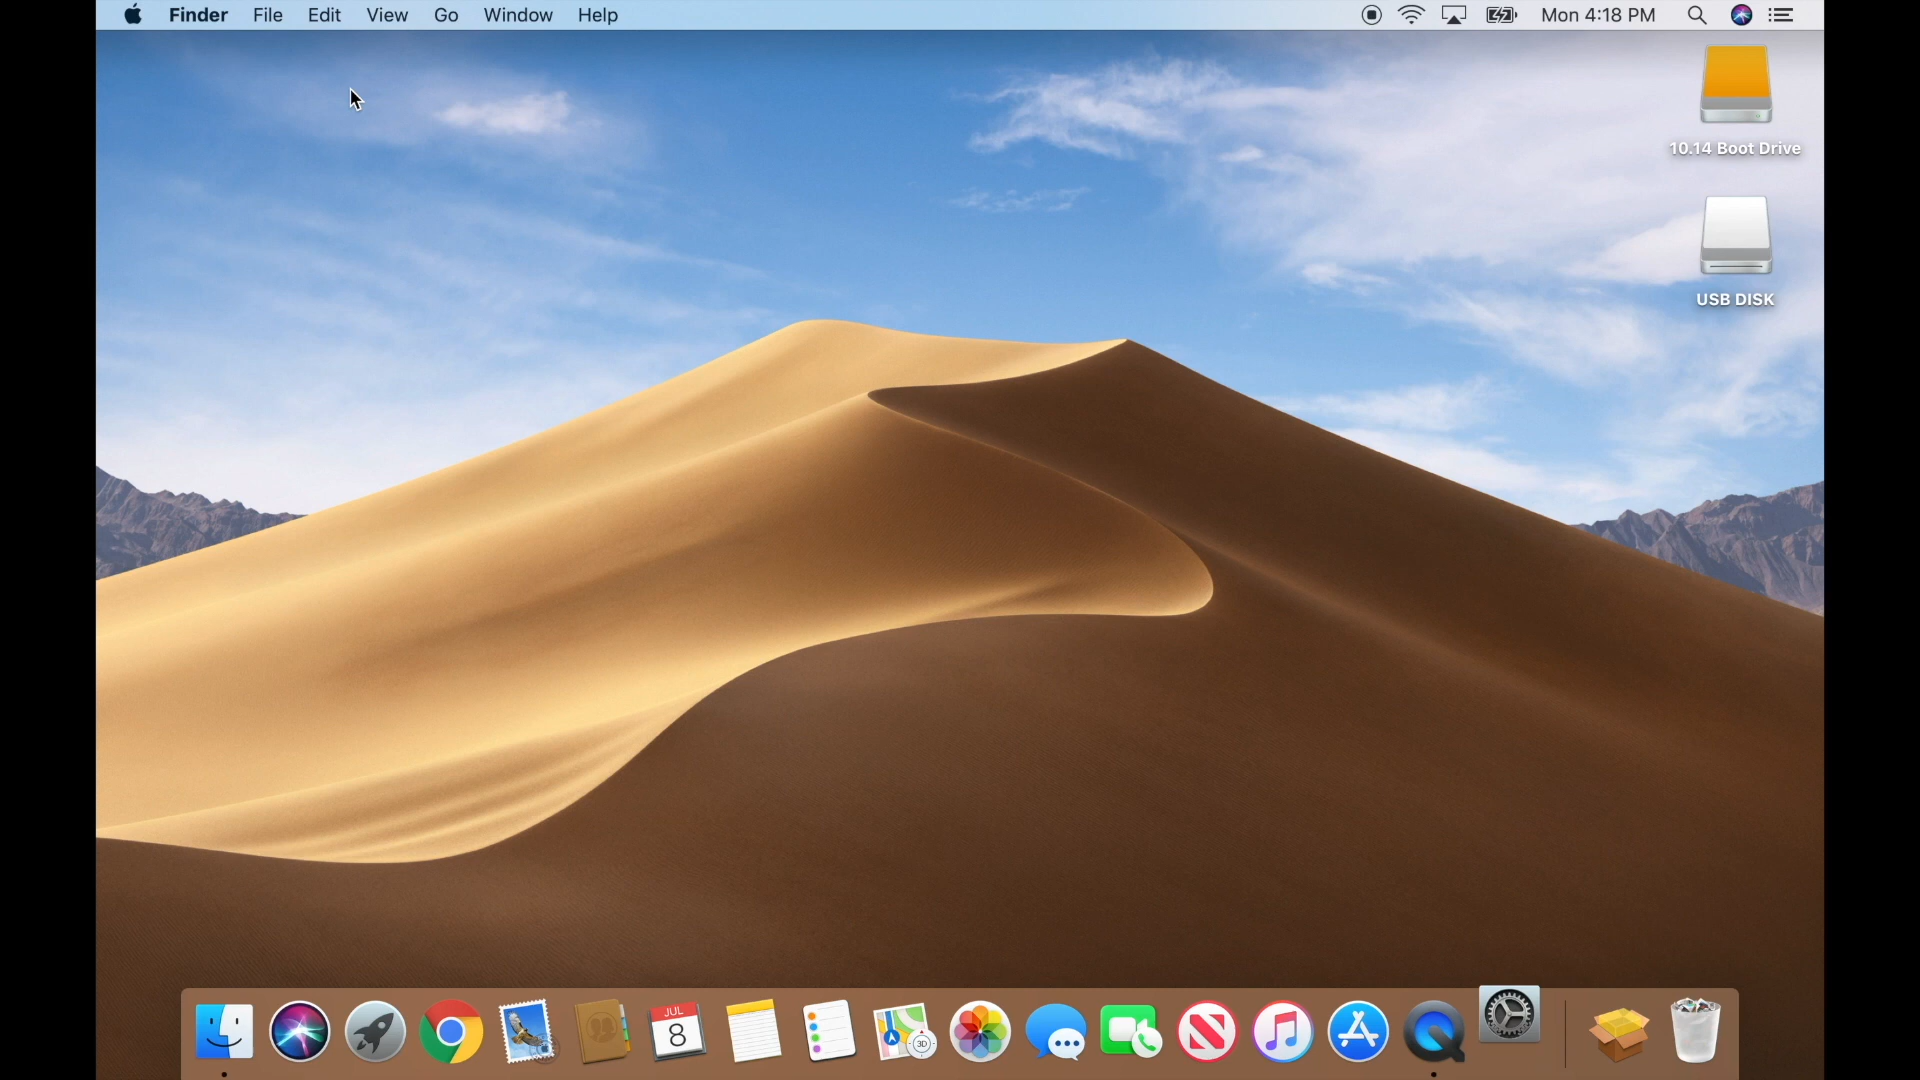 Finder File Edit View Go Window Help Mon 4:18 PM
10.14 Boot Drive
USB DISK
JUL
8
3D